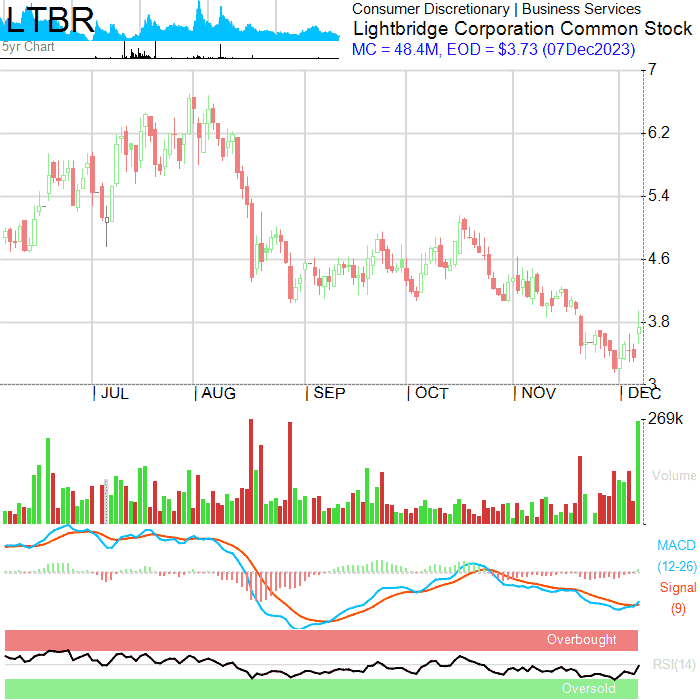 LTBR
Consumer Discretionary | Business Services
Lightbridge Corporation Common Stock
MC = 48.4M, EOD = $3.73 (07Dec2023)
5yr Chart
7
6.2
5.4
4.6
3.8
3
JUL AUG SEP OCT NOV DEC
269k
Volume
MACD
(12-26)
Signal
(9)
Overbought
RSI(14)
Oversold